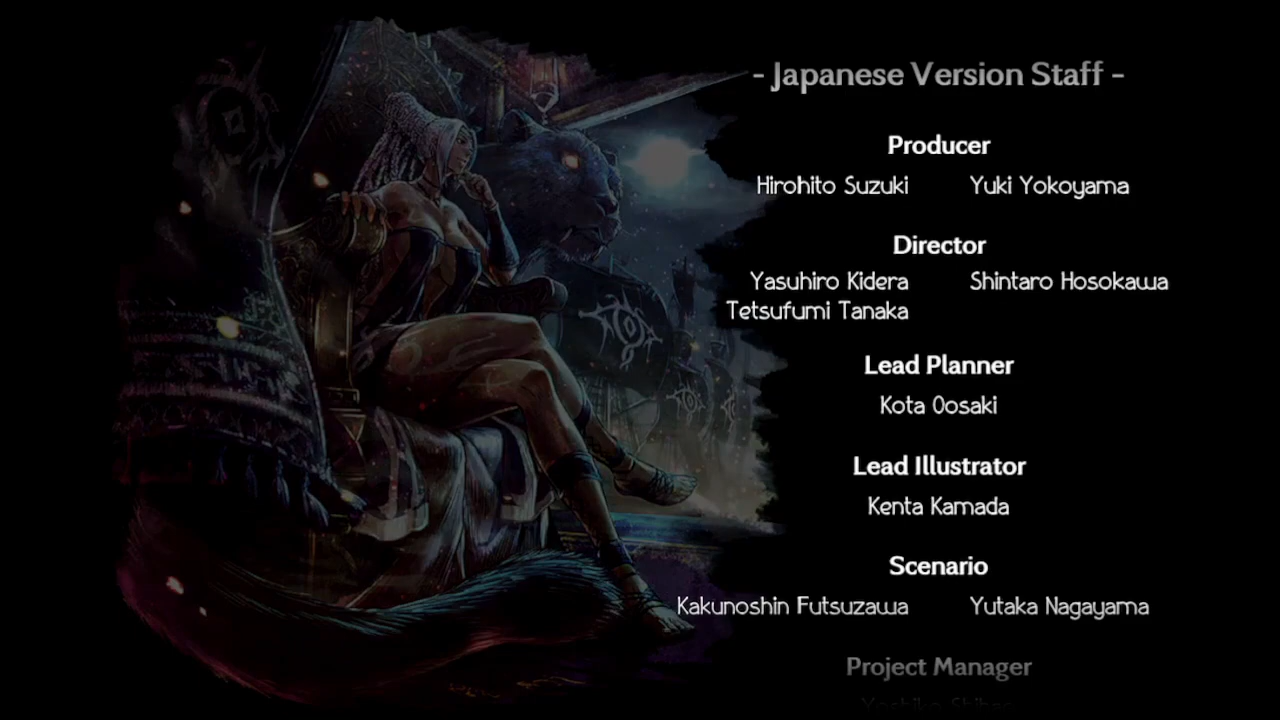 - Japanese Version Staff -
Producer
Hirohito Suzuki Yuki Yokoyama
Director
Yasuhiro Kidera Shintaro Hosokawa
Tetsufumi Tanaka
Lead Planner
Kota Oosaki
Lead Illustrator
Kenta Kamada
Scenario
Kakunoshin Futsuzawa Yutaka Nagayama
Project Manager